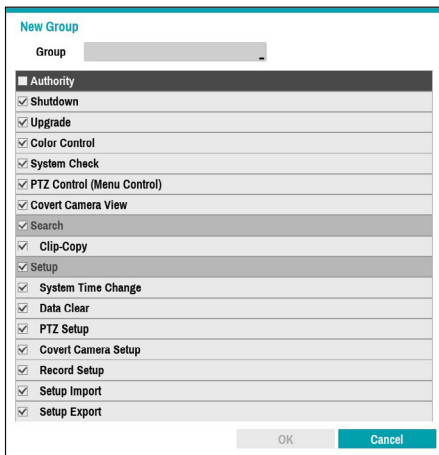 New Group
Group
Authority
Shutdown
Upgrade
Color Control
System Check
PTZ Control (Menu Control)
Covert Camera View
Search
Clip-Copy
Setup
System Time Change
Data Clear
PTZ Setup
Covert Camera Setup
Record Setup
Setup Import
Setup Export
OK Cancel